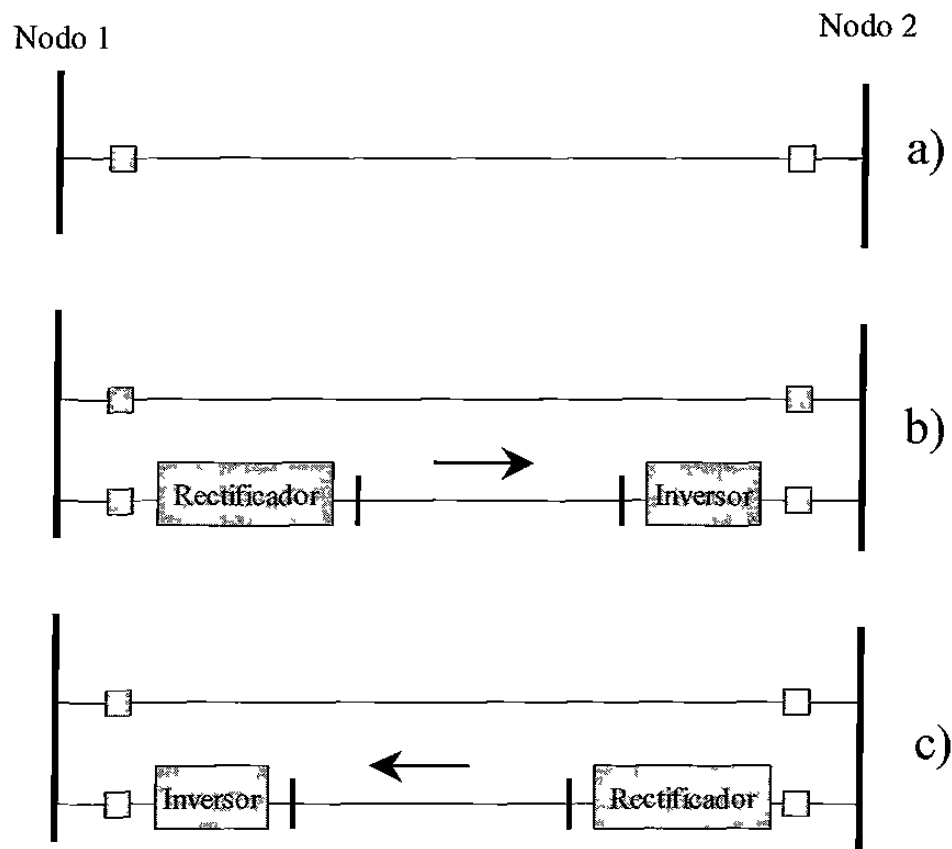 Nodo 1
Nodo 2
a)
b)
Rectificador
Inversor
c)
Inversor
Rectificador